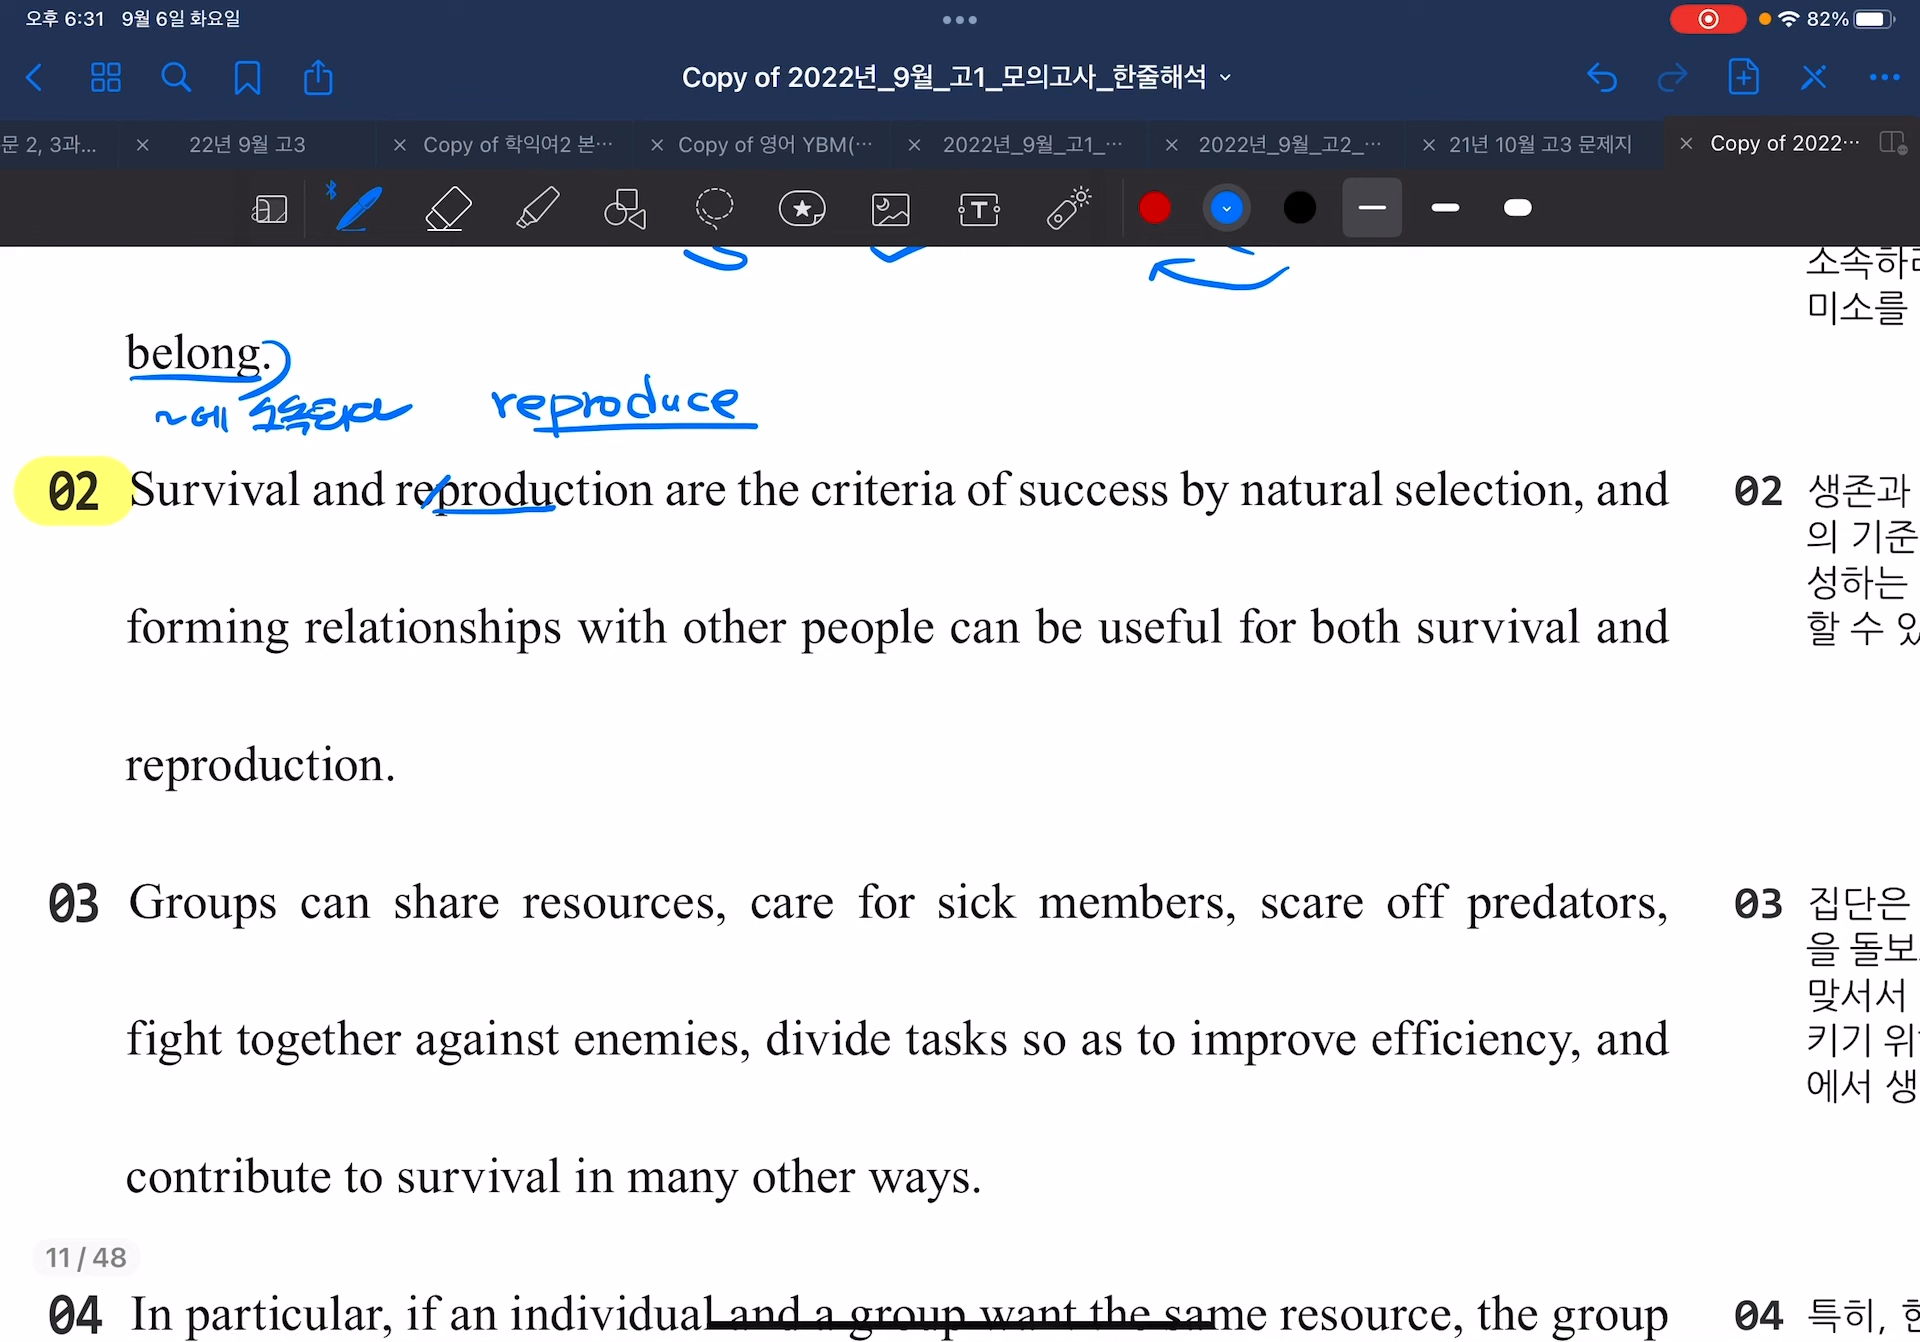 오후 6:31 9월 6일 화요일
82%
Copy of 2022년_9월_고1_모의고사_한줄해석
문 2, 3과... × 22년 9월 고3 × Copy of 학익여2 본… × Copy of 영어 YBM(… × 2022년_9월_고1_… × 2022년_9월_고2_… × 21년 10월 고3 문제지 × Copy of 2022…
소속하
미소를
belong.
~에 소속되다 reproduce
02 Survival and reproduction are the criteria of success by natural selection, and
forming relationships with other people can be useful for both survival and
reproduction.
02 생존과
의 기준
성하는
할 수 있
03 Groups can share resources, care for sick members, scare off predators,
fight together against enemies, divide tasks so as to improve efficiency, and
contribute to survival in many other ways.
03 집단은
을 돌보
맞서서
키기 위
에서 생
11 / 48
04 In particular, if an individual and a group want the same resource, the group
04 특히,